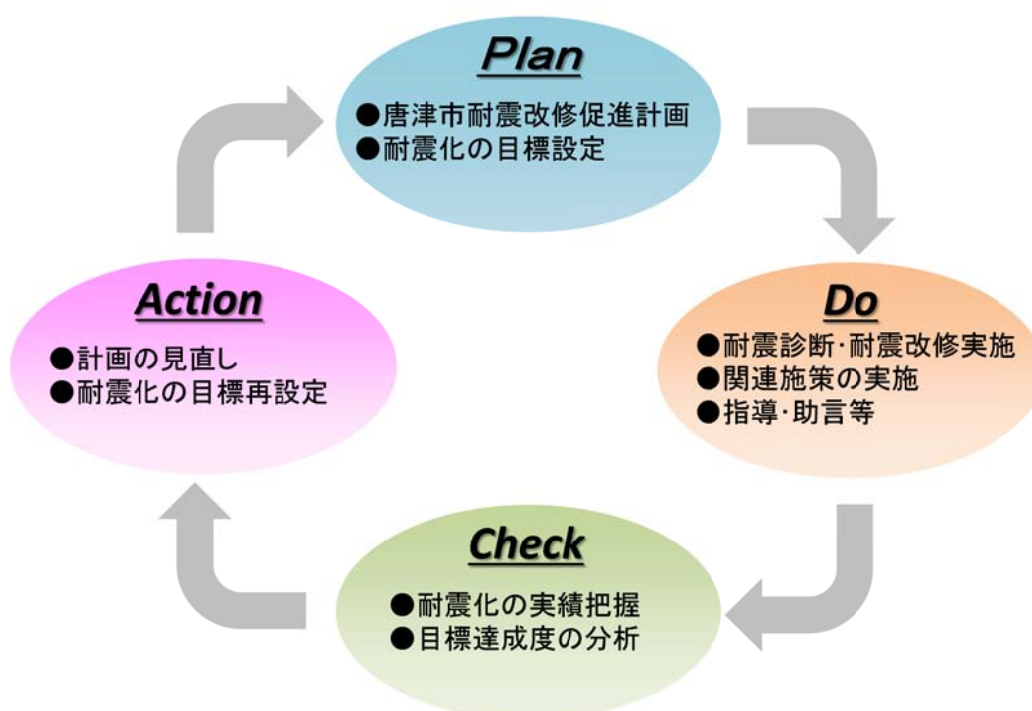 Plan
●唐津市耐震改修促進計画
●耐震化の目標設定
Do
●耐震診断・耐震改修実施
●関連施策の実施
●指導・助言等
Check
●耐震化の実績把握
●目標達成度の分析
Action
●計画の見直し
●耐震化の目標再設定